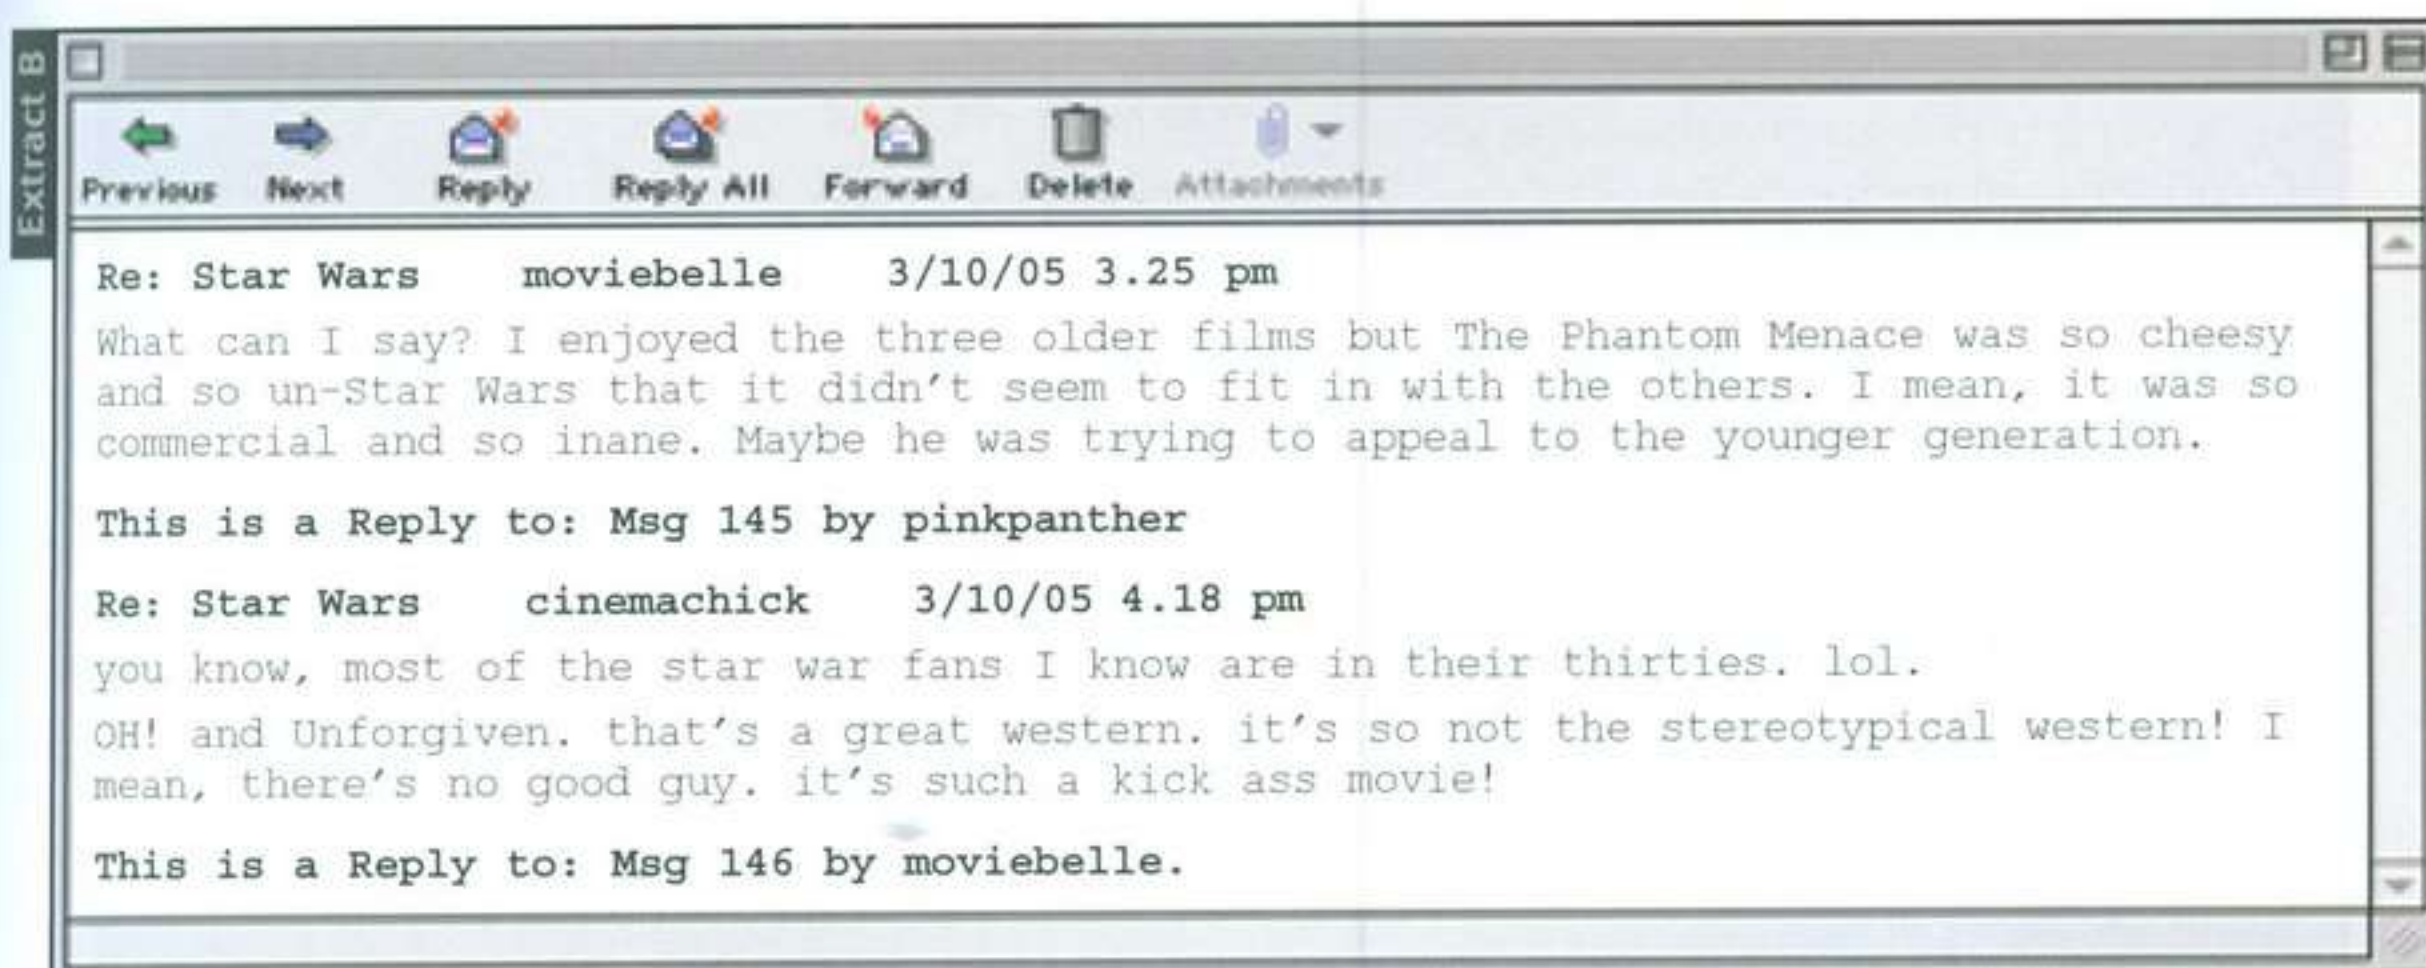 Extract B
Previous Next Reply Reply All Forward Delete Attachments
Re: Star Wars moviebelle 3/10/05 3.25 pm
What can I say? I enjoyed the three older films but The Phantom Menace was so cheesy
and so un-Star Wars that it didn't seem to fit in with the others. I mean, it was so
commercial and so inane. Maybe he was trying to appeal to the younger generation.
This is a Reply to: Msg 145 by pinkpanther
Re: Star Wars cinemachick 3/10/05 4.18 pm
you know, most of the star war fans I know are in their thirties. lol.
OH! and Unforgiven. that's a great western. it's so not the stereotypical western! I
mean, there's no good guy. it's such a kick ass movie!
This is a Reply to: Msg 146 by moviebelle.